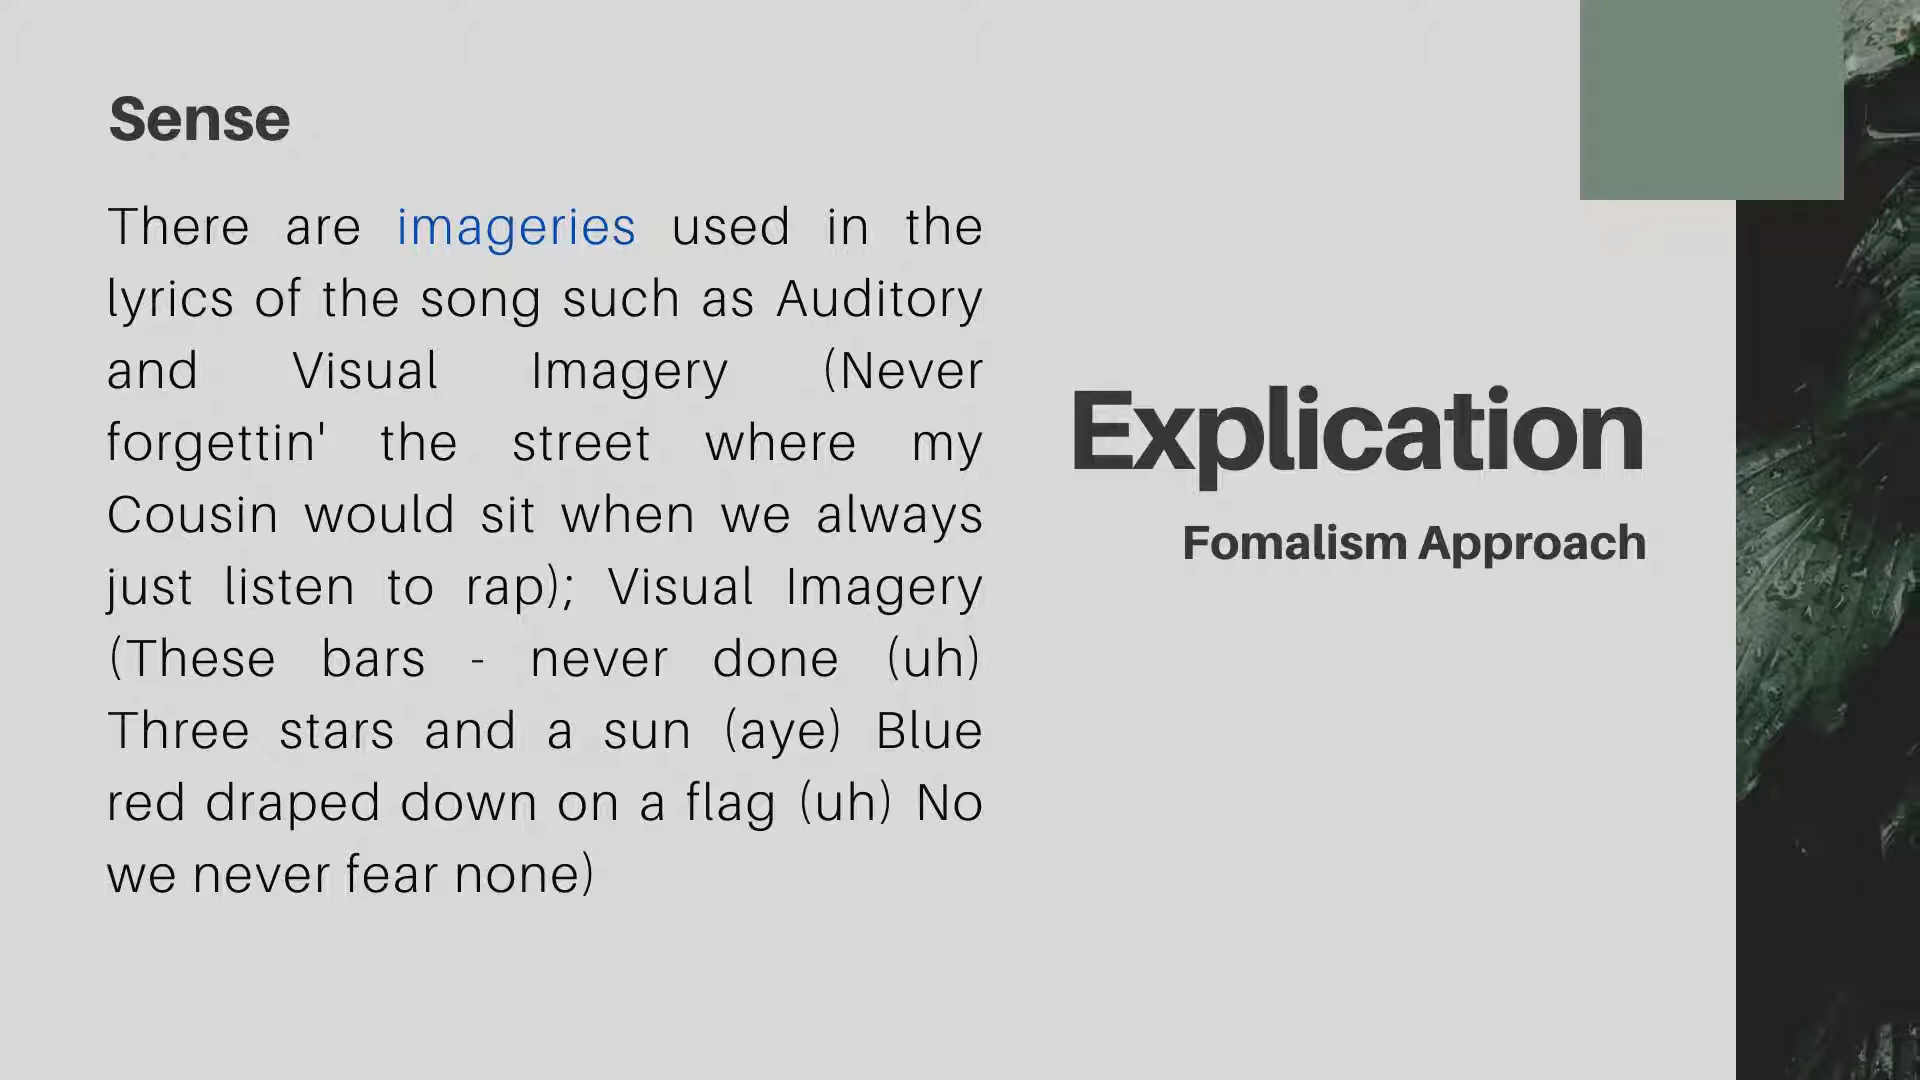 Sense
There are imageries used in the
lyrics of the song such as Auditory
and Visual Imagery (Never
forgettin' the street where my
Cousin would sit when we always
just listen to rap); Visual Imagery
(These bars - never done (uh)
Three stars and a sun (aye) Blue
red draped down on a flag (uh) No
we never fear none)
Explication
Fomalism Approach